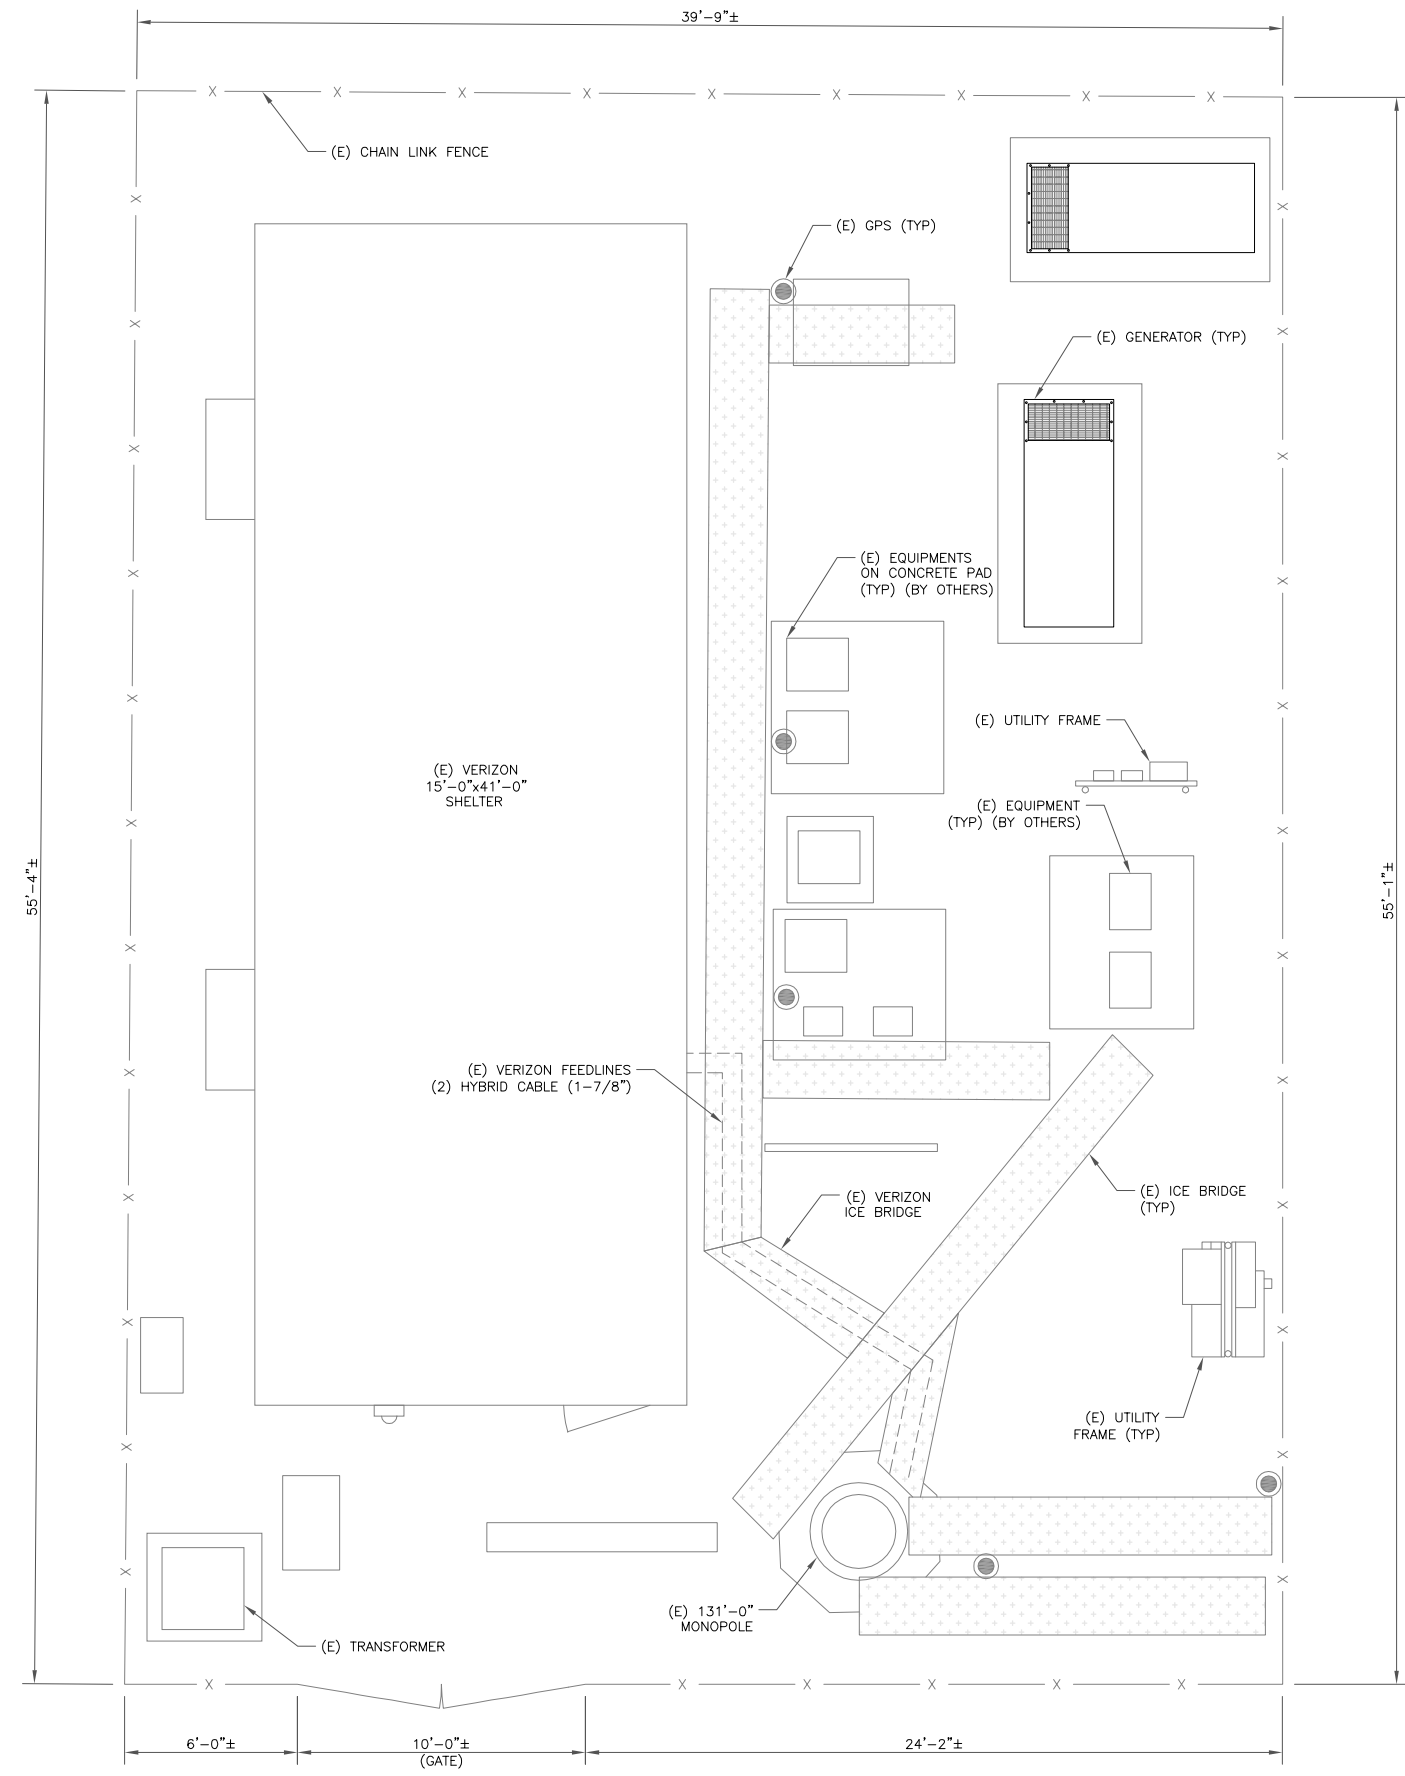 39'-9"±
(E) CHAIN LINK FENCE
(E) GPS (TYP)
(E) GENERATOR (TYP)
(E) EQUIPMENTS
ON CONCRETE PAD
(TYP) (BY OTHERS)
(E) UTILITY FRAME
(E) VERIZON
15'-0"x41'-0"
SHELTER
(E) EQUIPMENT
(TYP) (BY OTHERS)
55'-4"±
55'-1"±
(E) VERIZON FEEDLINES
(2) HYBRID CABLE (1-7/8")
(E) VERIZON
ICE BRIDGE
(E) ICE BRIDGE
(TYP)
(E) UTILITY
FRAME (TYP)
(E) 131'-0"
MONOPOLE
(E) TRANSFORMER
6'-0"±
10'-0"±
(GATE)
24'-2"±